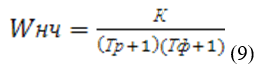 Wнч = K / ((Tp+1)(Tф+1)) (9)